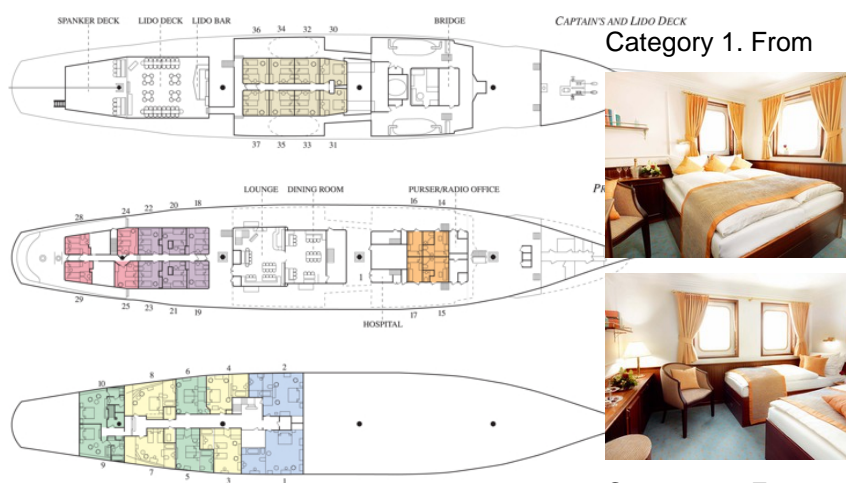 SPANKER DECK LIDO DECK LIDO BAR BRIDGE CAPTAIN'S AND LIDO DECK
36 34 32 30
Category 1. From
37 35 33 31
LOUNGE DINING ROOM PURSER/RADIO OFFICE
28 24 22 20 18 16 14
1
29 25 23 21 19 17 15
HOSPITAL
10 8 6 4 2
9 7 5 3 1